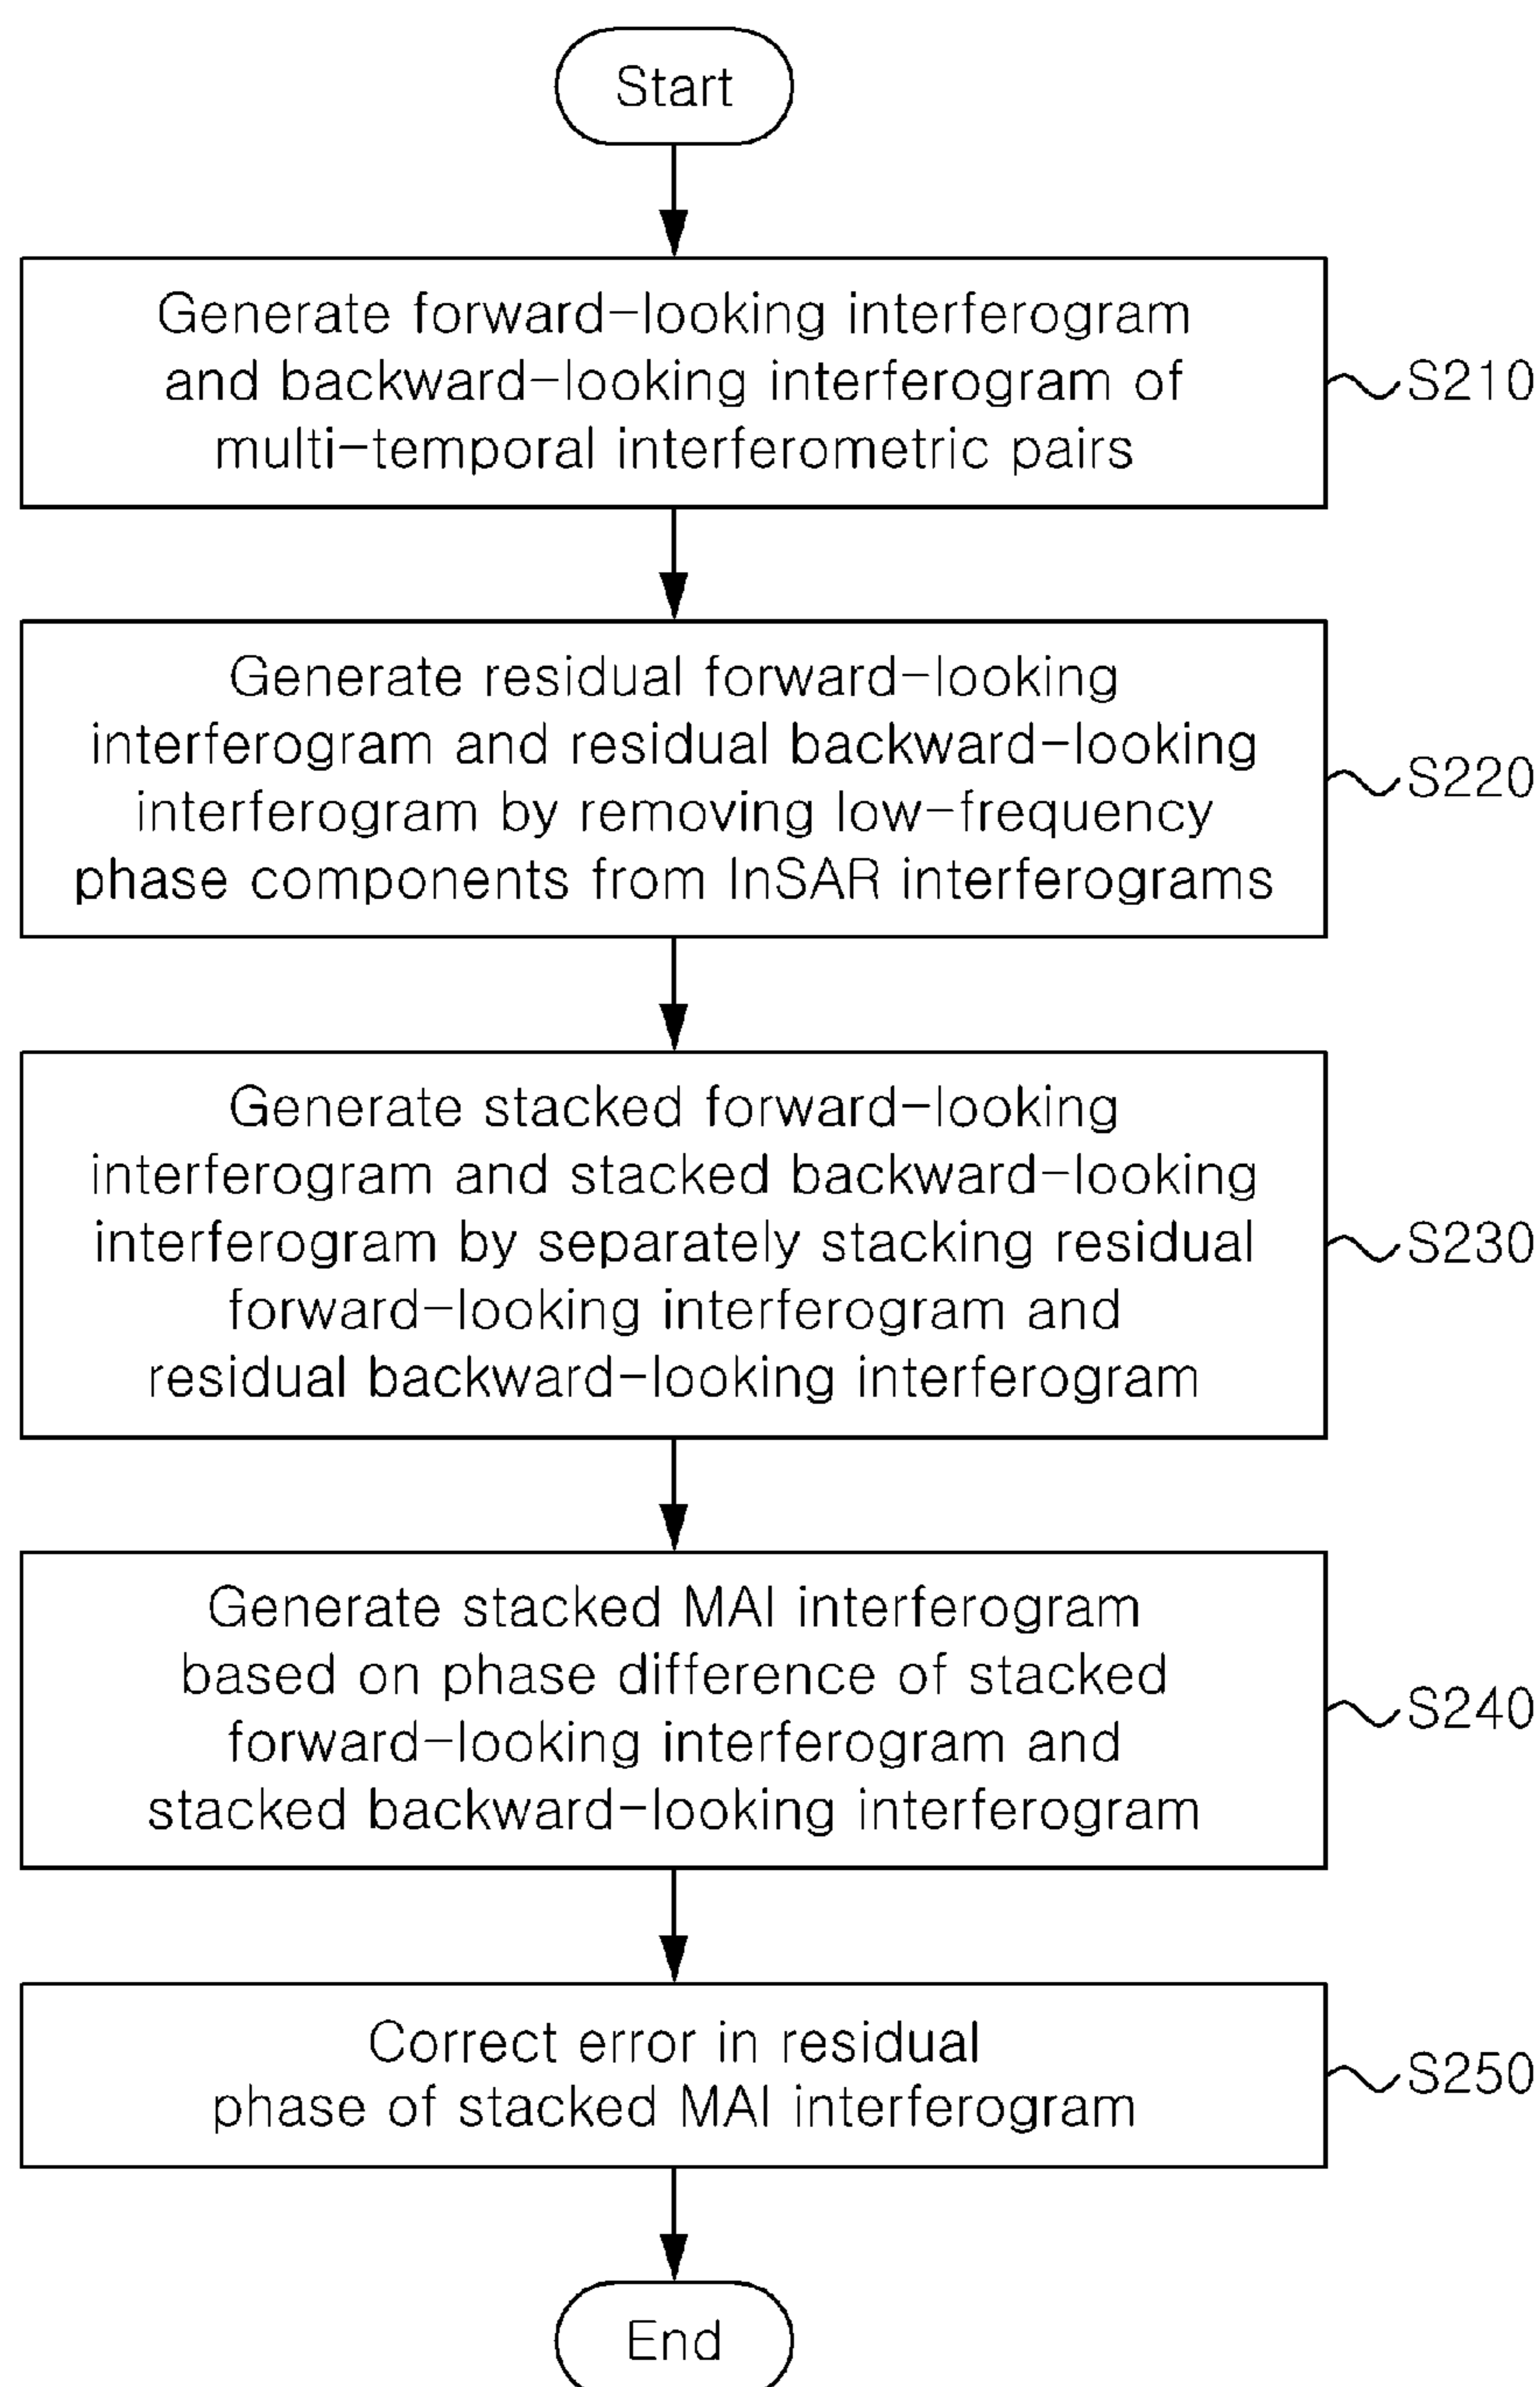 Start
Generate forward-looking interferogram
and backward-looking interferogram of
multi-temporal interferometric pairs
S210
Generate residual forward-looking
interferogram and residual backward-looking
interferogram by removing low-frequency
phase components from InSAR interferograms
S220
Generate stacked forward-looking
interferogram and stacked backward-looking
interferogram by separately stacking residual
forward-looking interferogram and
residual backward-looking interferogram
S230
Generate stacked MAI interferogram
based on phase difference of stacked
forward-looking interferogram and
stacked backward-looking interferogram
S240
Correct error in residual
phase of stacked MAI interferogram
S250
End